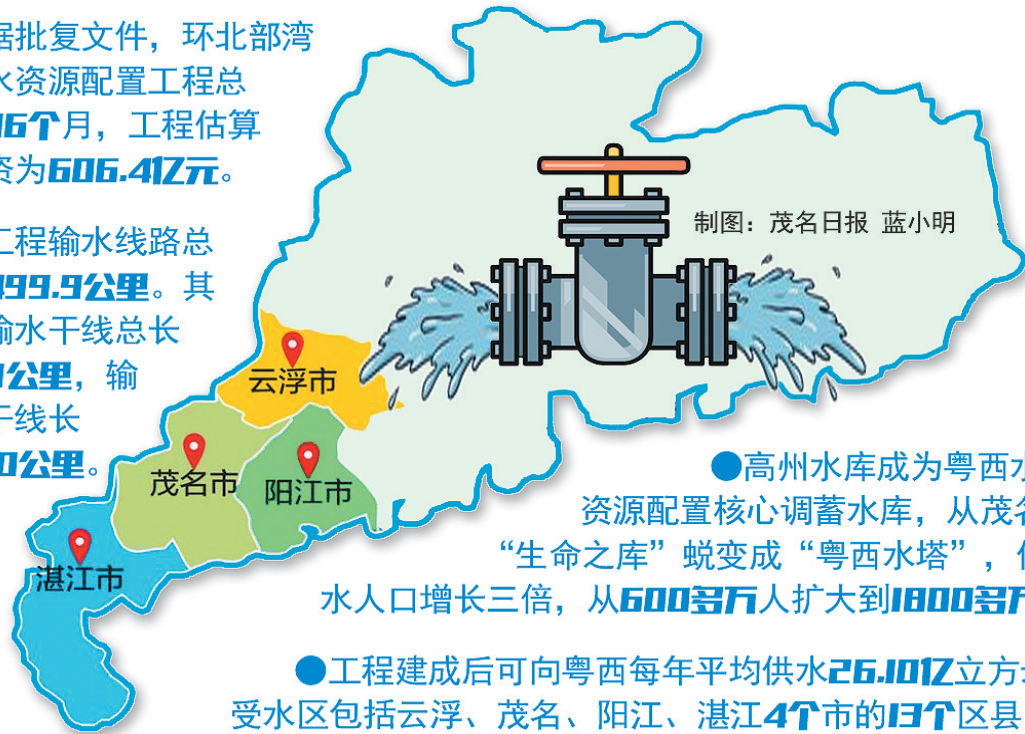 据批复文件，环北部湾
水资源配置工程总
16个月，工程估算
资为606.4亿元。
工程输水线路总
499.9公里。其
输水干线总长
1公里，输
干线长
0公里。
制图：茂名日报 蓝小明
云浮市
茂名市
阳江市
湛江市
●高州水库成为粤西水
资源配置核心调蓄水库，从茂名
“生命之库”蜕变成“粤西水塔”，供
水人口增长三倍，从600多万人扩大到1800多万
●工程建成后可向粤西每年平均供水26.10亿立方
受水区包括云浮、茂名、阳江、湛江4个市的13个区县